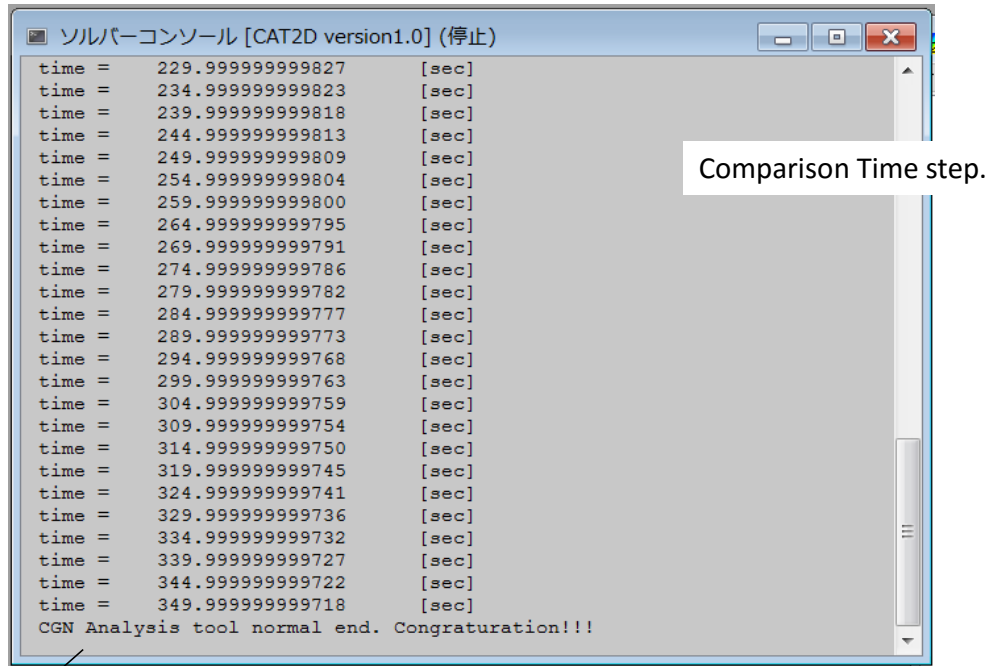 ソルバーコンソール [CAT2D version1.0] (停止)
time = 229.999999999827 [sec]
time = 234.999999999823 [sec]
time = 239.999999999818 [sec]
time = 244.999999999813 [sec]
time = 249.999999999809 [sec]
time = 254.999999999804 [sec]
time = 259.999999999800 [sec]
time = 264.999999999795 [sec]
time = 269.999999999791 [sec]
time = 274.999999999786 [sec]
time = 279.999999999782 [sec]
time = 284.999999999777 [sec]
time = 289.999999999773 [sec]
time = 294.999999999768 [sec]
time = 299.999999999763 [sec]
time = 304.999999999759 [sec]
time = 309.999999999754 [sec]
time = 314.999999999750 [sec]
time = 319.999999999745 [sec]
time = 324.999999999741 [sec]
time = 329.999999999736 [sec]
time = 334.999999999732 [sec]
time = 339.999999999727 [sec]
time = 344.999999999722 [sec]
time = 349.999999999718 [sec]
CGN Analysis tool normal end. Congraturation!!!
Comparison Time step.